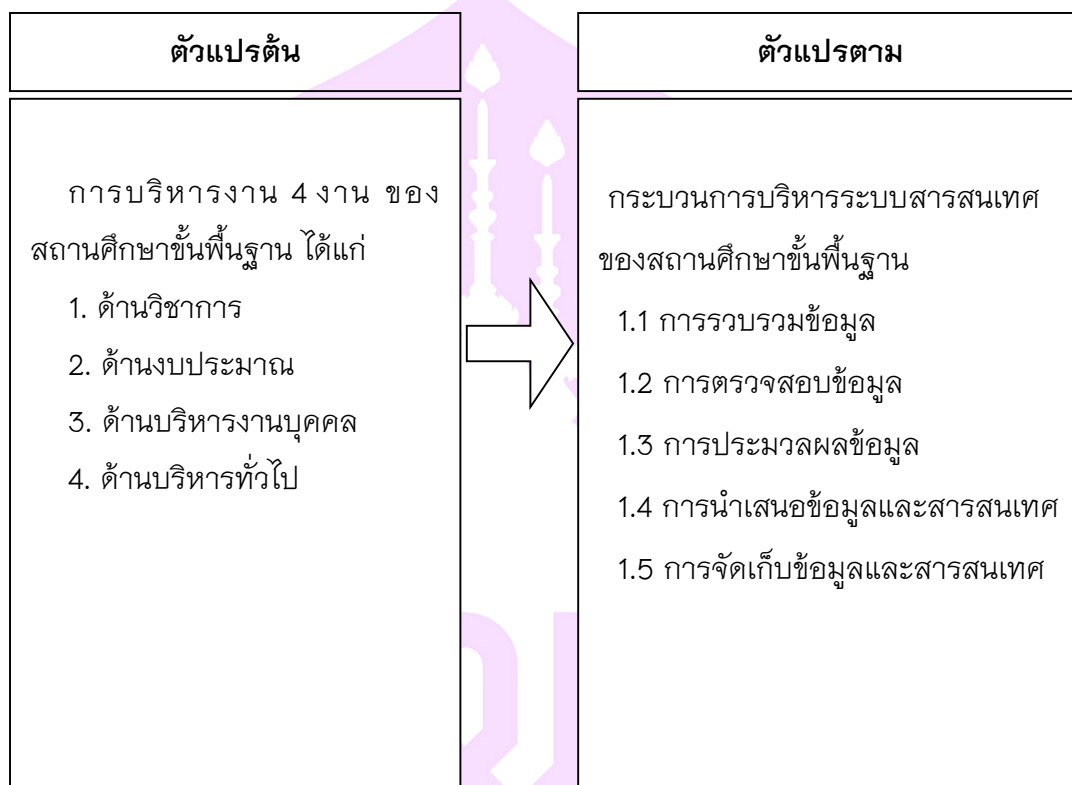 ตัวแปรต้น
การบริหารงาน 4 งาน ของ
สถานศึกษาขั้นพื้นฐาน ได้แก่
1. ด้านวิชาการ
2. ด้านงบประมาณ
3. ด้านบริหารงานบุคคล
4. ด้านบริหารทั่วไป
ตัวแปรตาม
กระบวนการบริหารระบบสารสนเทศ
ของสถานศึกษาขั้นพื้นฐาน
1.1 การรวบรวมข้อมูล
1.2 การตรวจสอบข้อมูล
1.3 การประมวลผลข้อมูล
1.4 การนำเสนอข้อมูลและสารสนเทศ
1.5 การจัดเก็บข้อมูลและสารสนเทศ